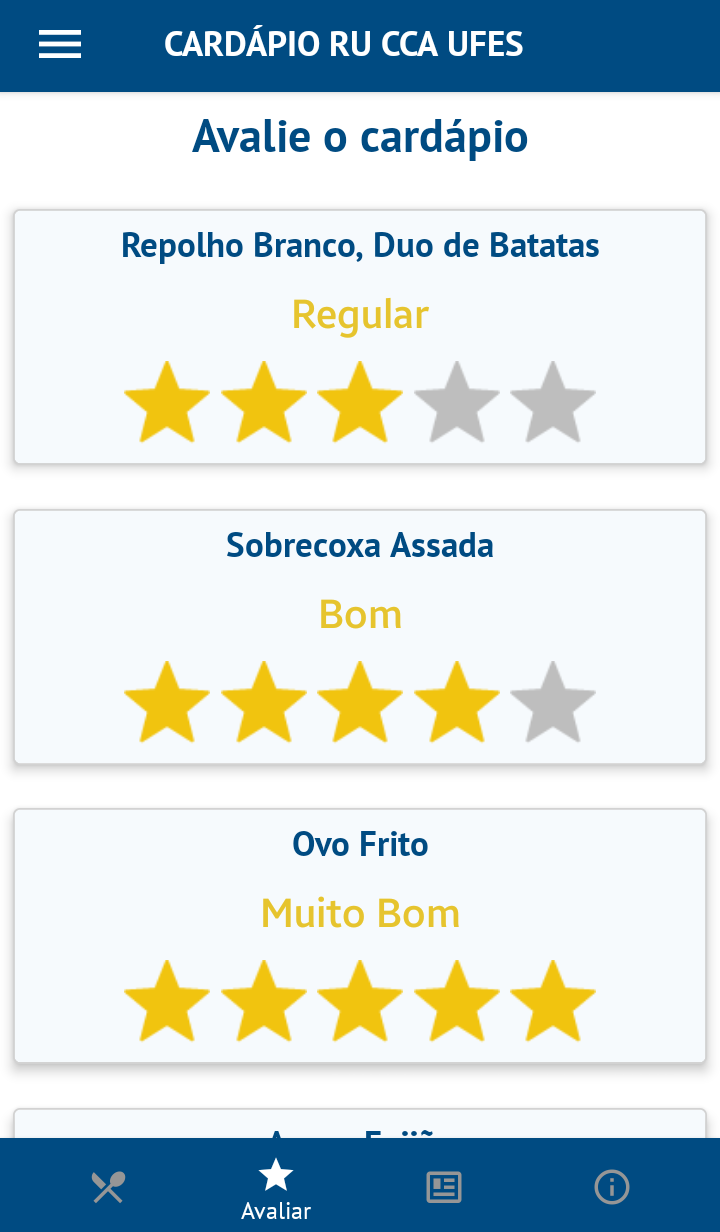 CARDÁPIO RU CCA UFES
Avalie o cardápio
Repolho Branco, Duo de Batatas
Regular
Sobrecoxa Assada
Bom
Ovo Frito
Muito Bom
Avaliar